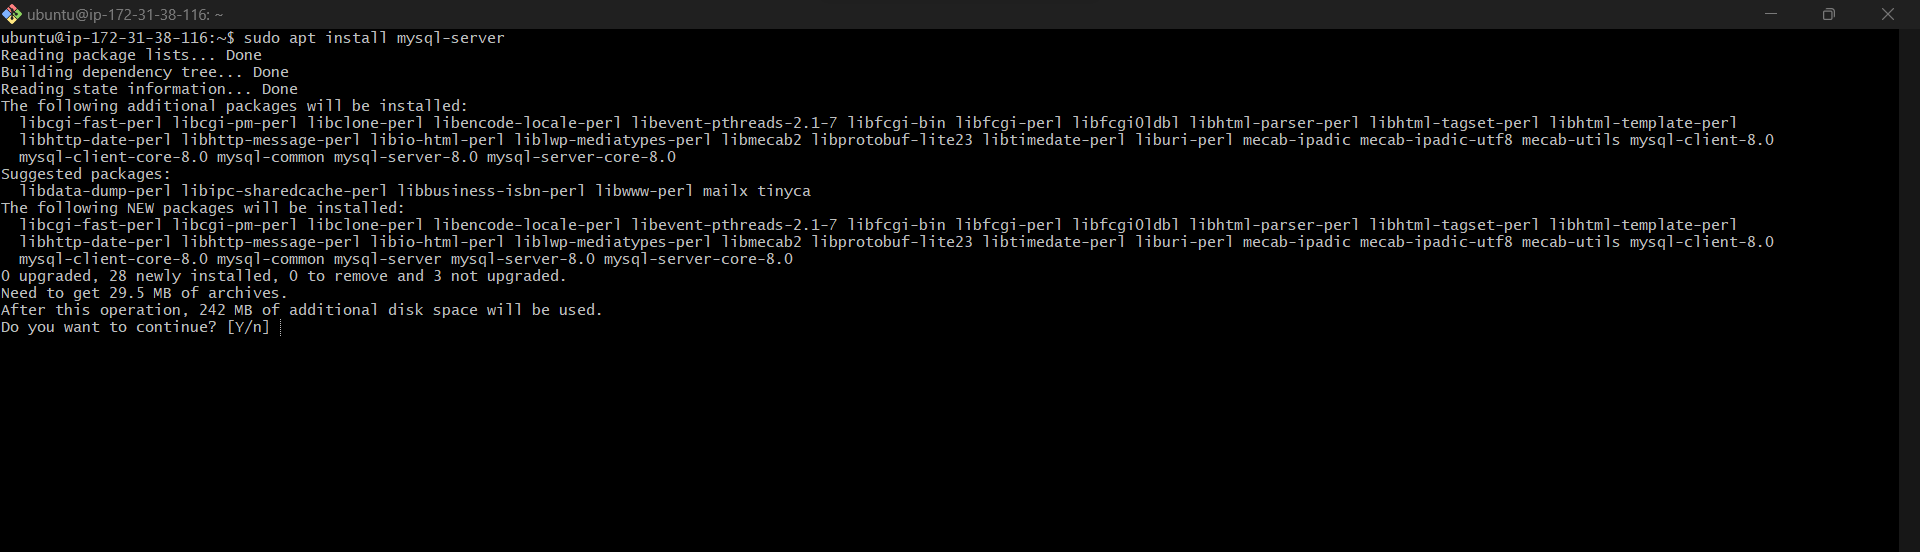 ubuntu@ip-172-31-38-116: ~
ubuntu@ip-172-31-38-116:~$ sudo apt install mysql-server
Reading package lists... Done
Building dependency tree... Done
Reading state information... Done
The following additional packages will be installed:
  libcgi-fast-perl libcgi-pm-perl libclone-perl libencode-locale-perl libevent-pthreads-2.1-7 libfcgi-bin libfcgi-perl libfcgi0ldbl libhtml-parser-perl libhtml-tagset-perl libhtml-template-perl
  libhttp-date-perl libhttp-message-perl libio-html-perl liblwp-mediatypes-perl libmecab2 libprotobuf-lite23 libtimedate-perl liburi-perl mecab-ipadic mecab-ipadic-utf8 mecab-utils mysql-client-8.0
  mysql-client-core-8.0 mysql-common mysql-server-8.0 mysql-server-core-8.0
Suggested packages:
  libdata-dump-perl libipc-sharedcache-perl libbusiness-isbn-perl libwww-perl mailx tinyca
The following NEW packages will be installed:
  libcgi-fast-perl libcgi-pm-perl libclone-perl libencode-locale-perl libevent-pthreads-2.1-7 libfcgi-bin libfcgi-perl libfcgi0ldbl libhtml-parser-perl libhtml-tagset-perl libhtml-template-perl
  libhttp-date-perl libhttp-message-perl libio-html-perl liblwp-mediatypes-perl libmecab2 libprotobuf-lite23 libtimedate-perl liburi-perl mecab-ipadic mecab-ipadic-utf8 mecab-utils mysql-client-8.0
  mysql-client-core-8.0 mysql-common mysql-server mysql-server-8.0 mysql-server-core-8.0
0 upgraded, 28 newly installed, 0 to remove and 3 not upgraded.
Need to get 29.5 MB of archives.
After this operation, 242 MB of additional disk space will be used.
Do you want to continue? [Y/n]